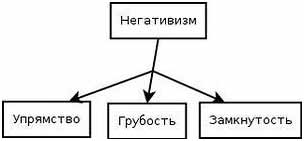 Негативизм
Упрямство
Грубость
Замкнутость